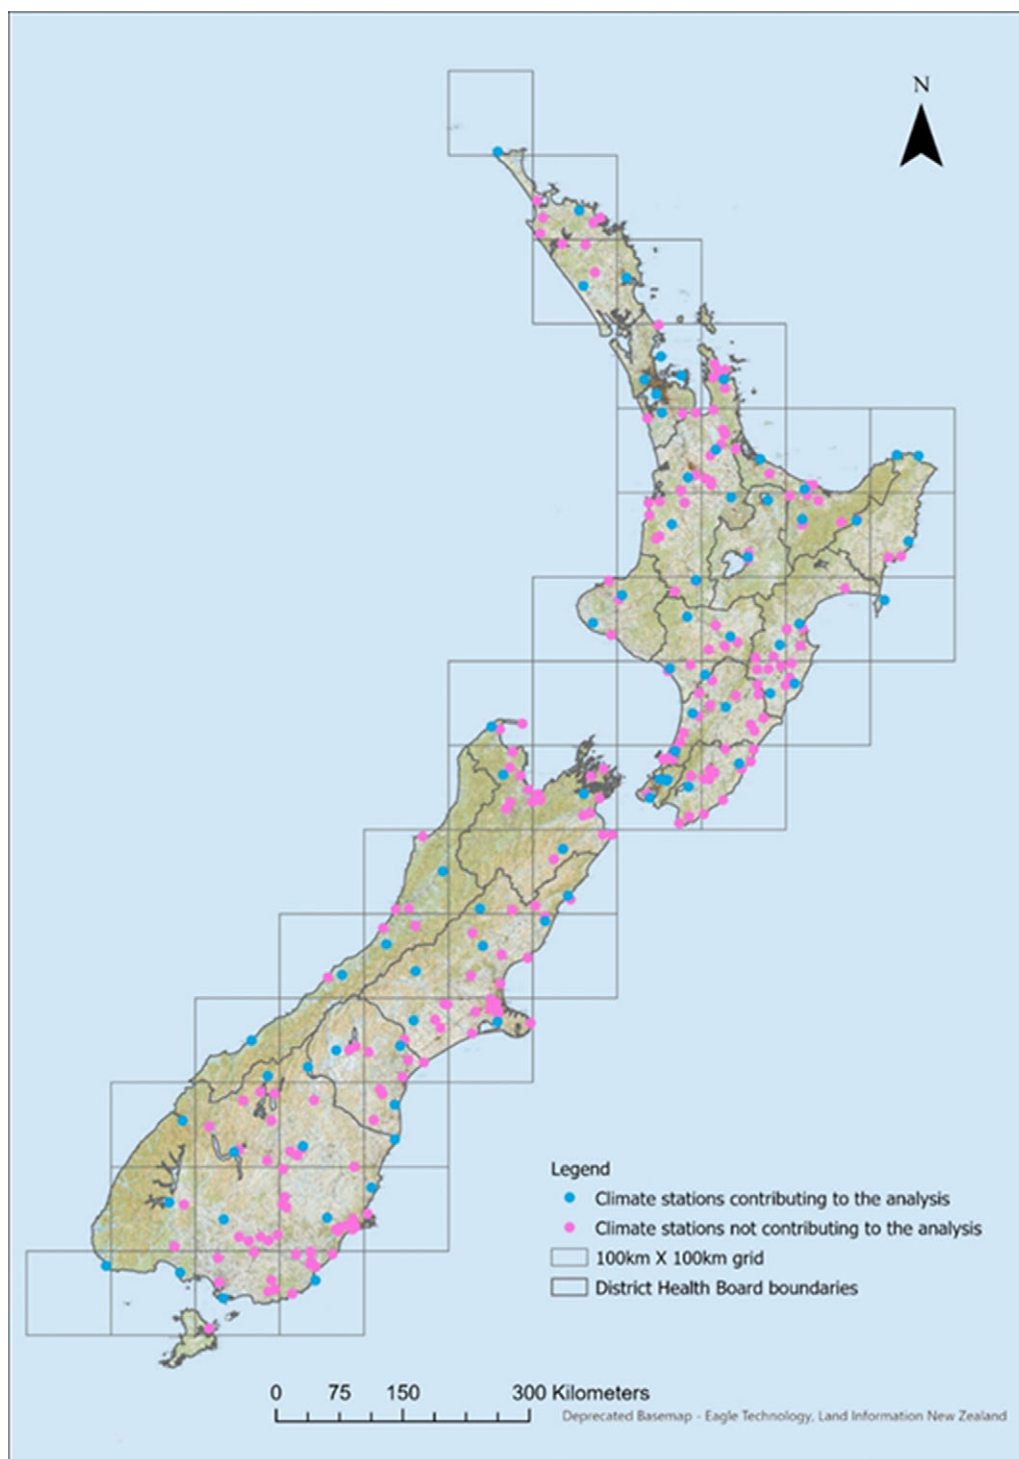 N
Legend
Climate stations contributing to the analysis
Climate stations not contributing to the analysis
100km X 100km grid
District Health Board boundaries
0 75 150 300 Kilometers
Deprecated Basemap - Eagle Technology, Land Information New Zealand